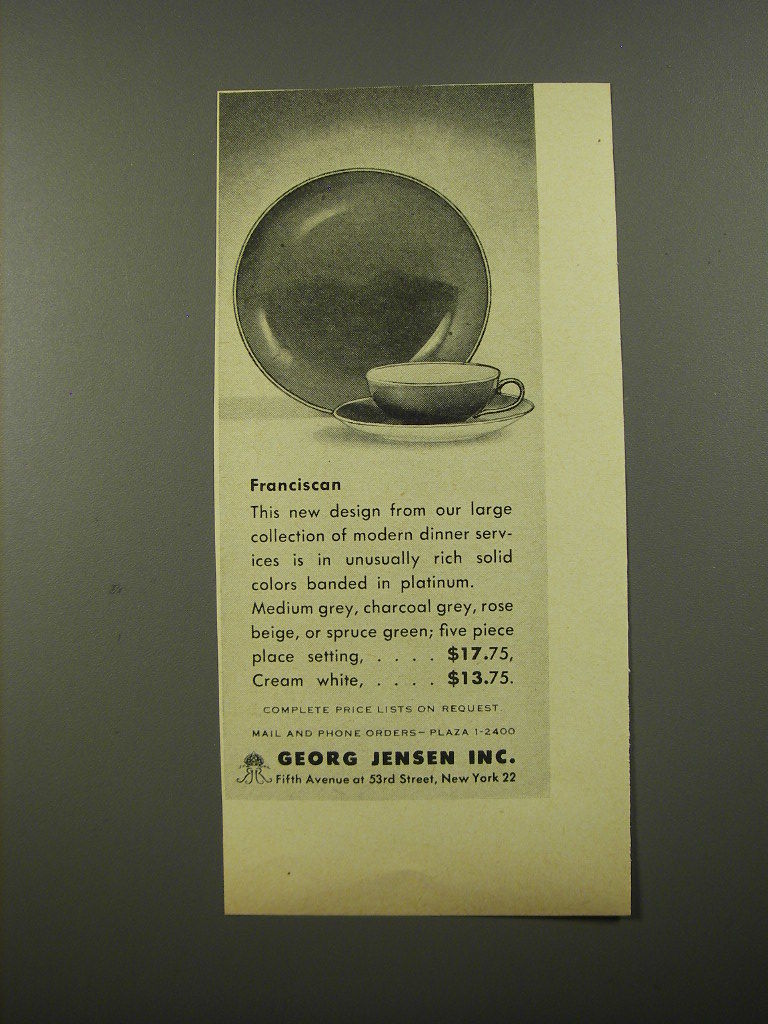 Franciscan
This new design from our large
collection of modern dinner serv-
ices is in unusually rich solid
colors banded in platinum.
Medium grey, charcoal grey, rose
beige, or spruce green; five piece
place setting, . . . . $17.75,
Cream white, . . . . $13.75.
COMPLETE PRICE LISTS ON REQUEST.
MAIL AND PHONE ORDERS— PLAZA 1-2400
GEORG JENSEN INC.
Fifth Avenue at 53rd Street, New York 22